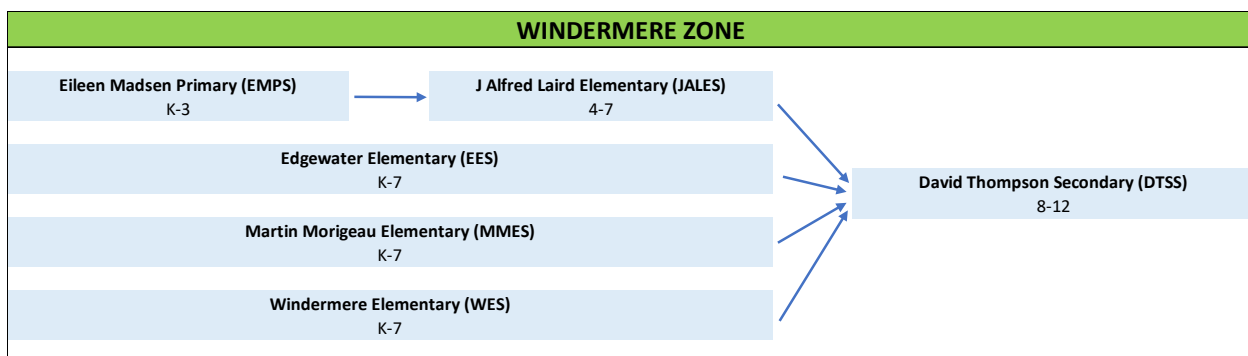 WINDERMERE ZONE
Eileen Madsen Primary (EMPS)
K-3
J Alfred Laird Elementary (JALES)
4-7
Edgewater Elementary (EES)
K-7
David Thompson Secondary (DTSS)
8-12
Martin Morigeau Elementary (MMES)
K-7
Windermere Elementary (WES)
K-7